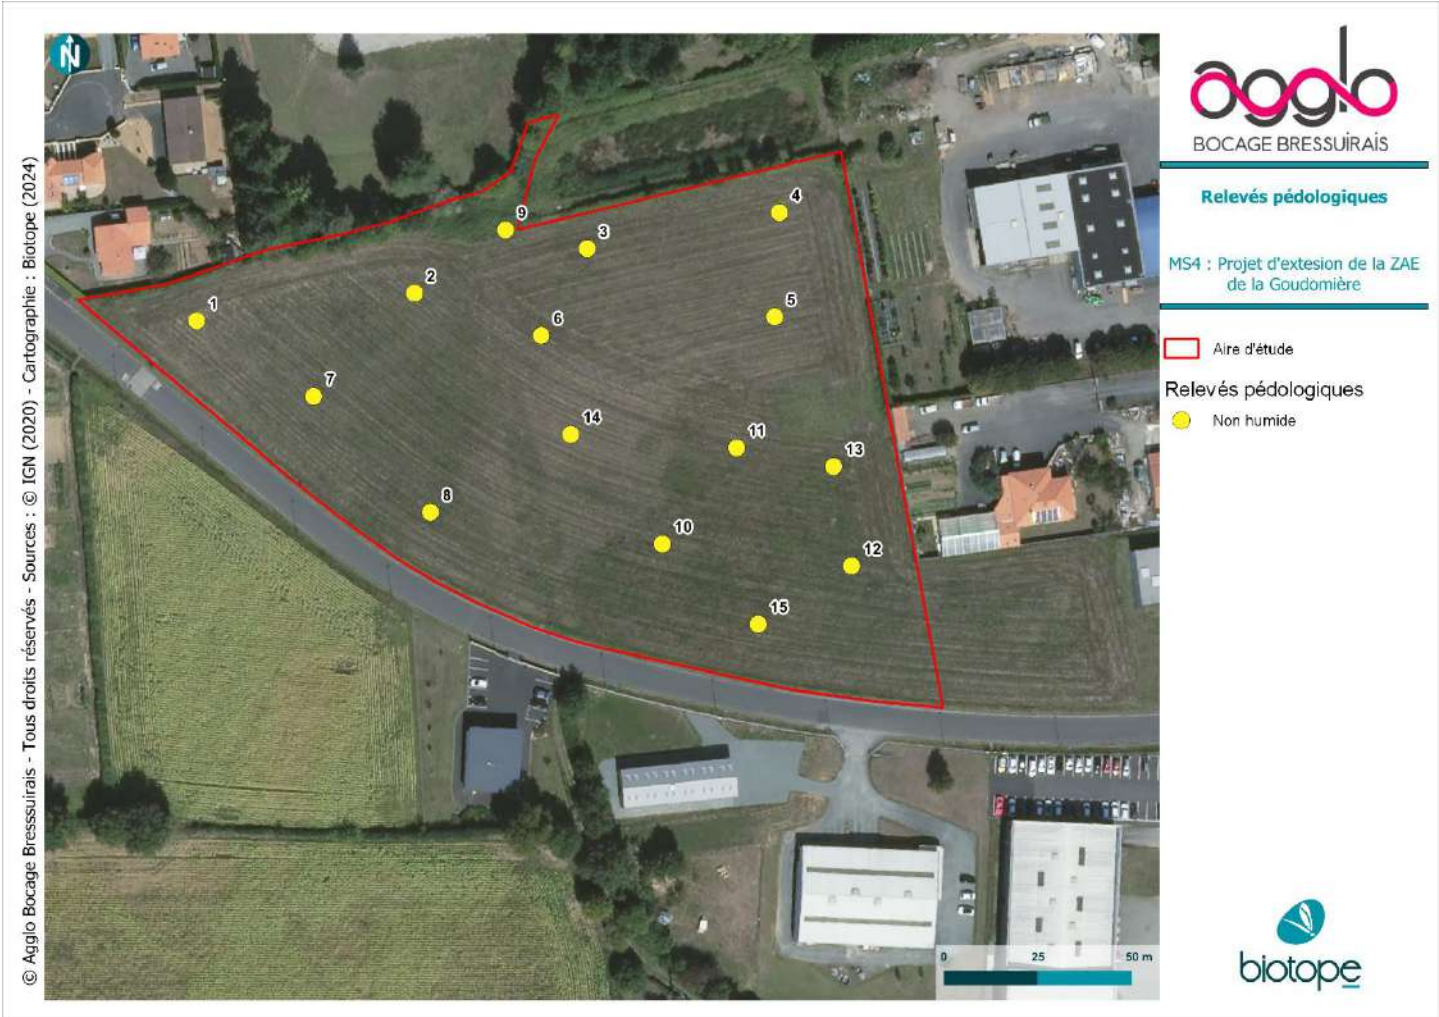 N
© Agglo Bocage Bresssuirais - Tous droits réservés - Sources : © IGN (2020) - Cartographie : Biotope (2024)
agglo
BOCAGE BRESSUIRAIS
Relevés pédologiques
MS4 : Projet d'extesion de la ZAE
de la Goudomière
Aire d'étude
Relevés pédologiques
Non humide
4
9
3
2
1
5
6
7
14
11
13
8
10
12
15
0 25 50 m
biotope